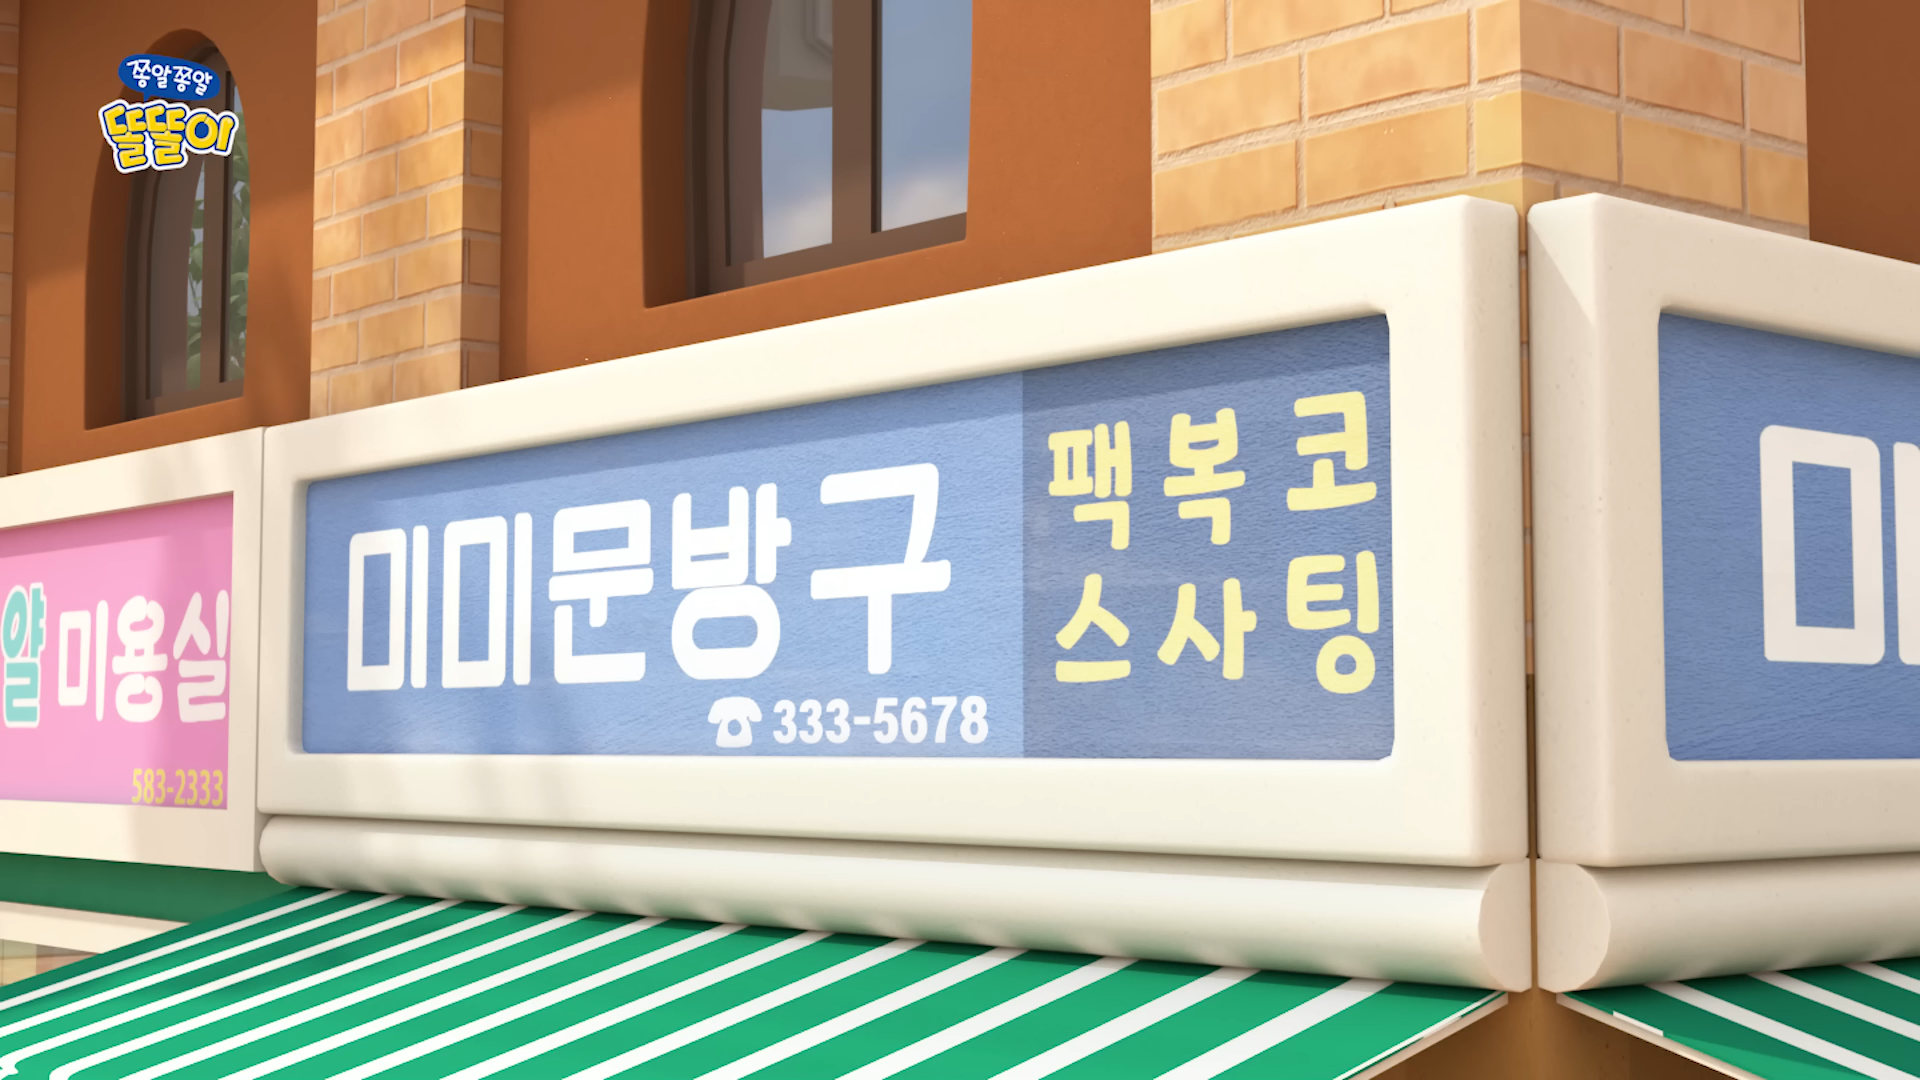 쫑알쫑알
똘똘이
얄 미용실
583-2333
미미문방구
☎333-5678
팩 복 코
스 사 팅
미